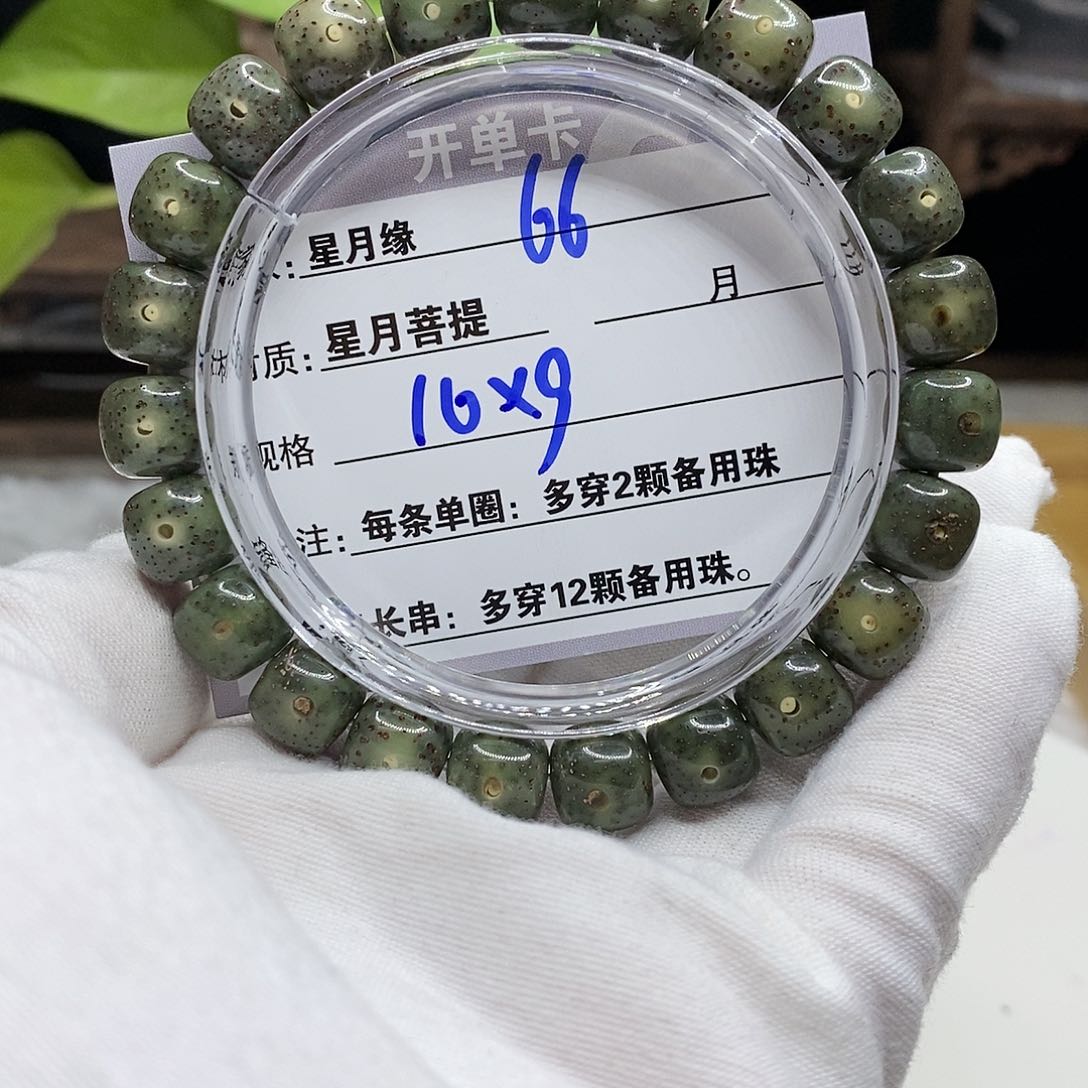 开单卡
66
：星月缘
月
材质：星月菩提
规格 10×9
注：每条单圈：多穿2颗备用珠
长串：多穿12颗备用珠。